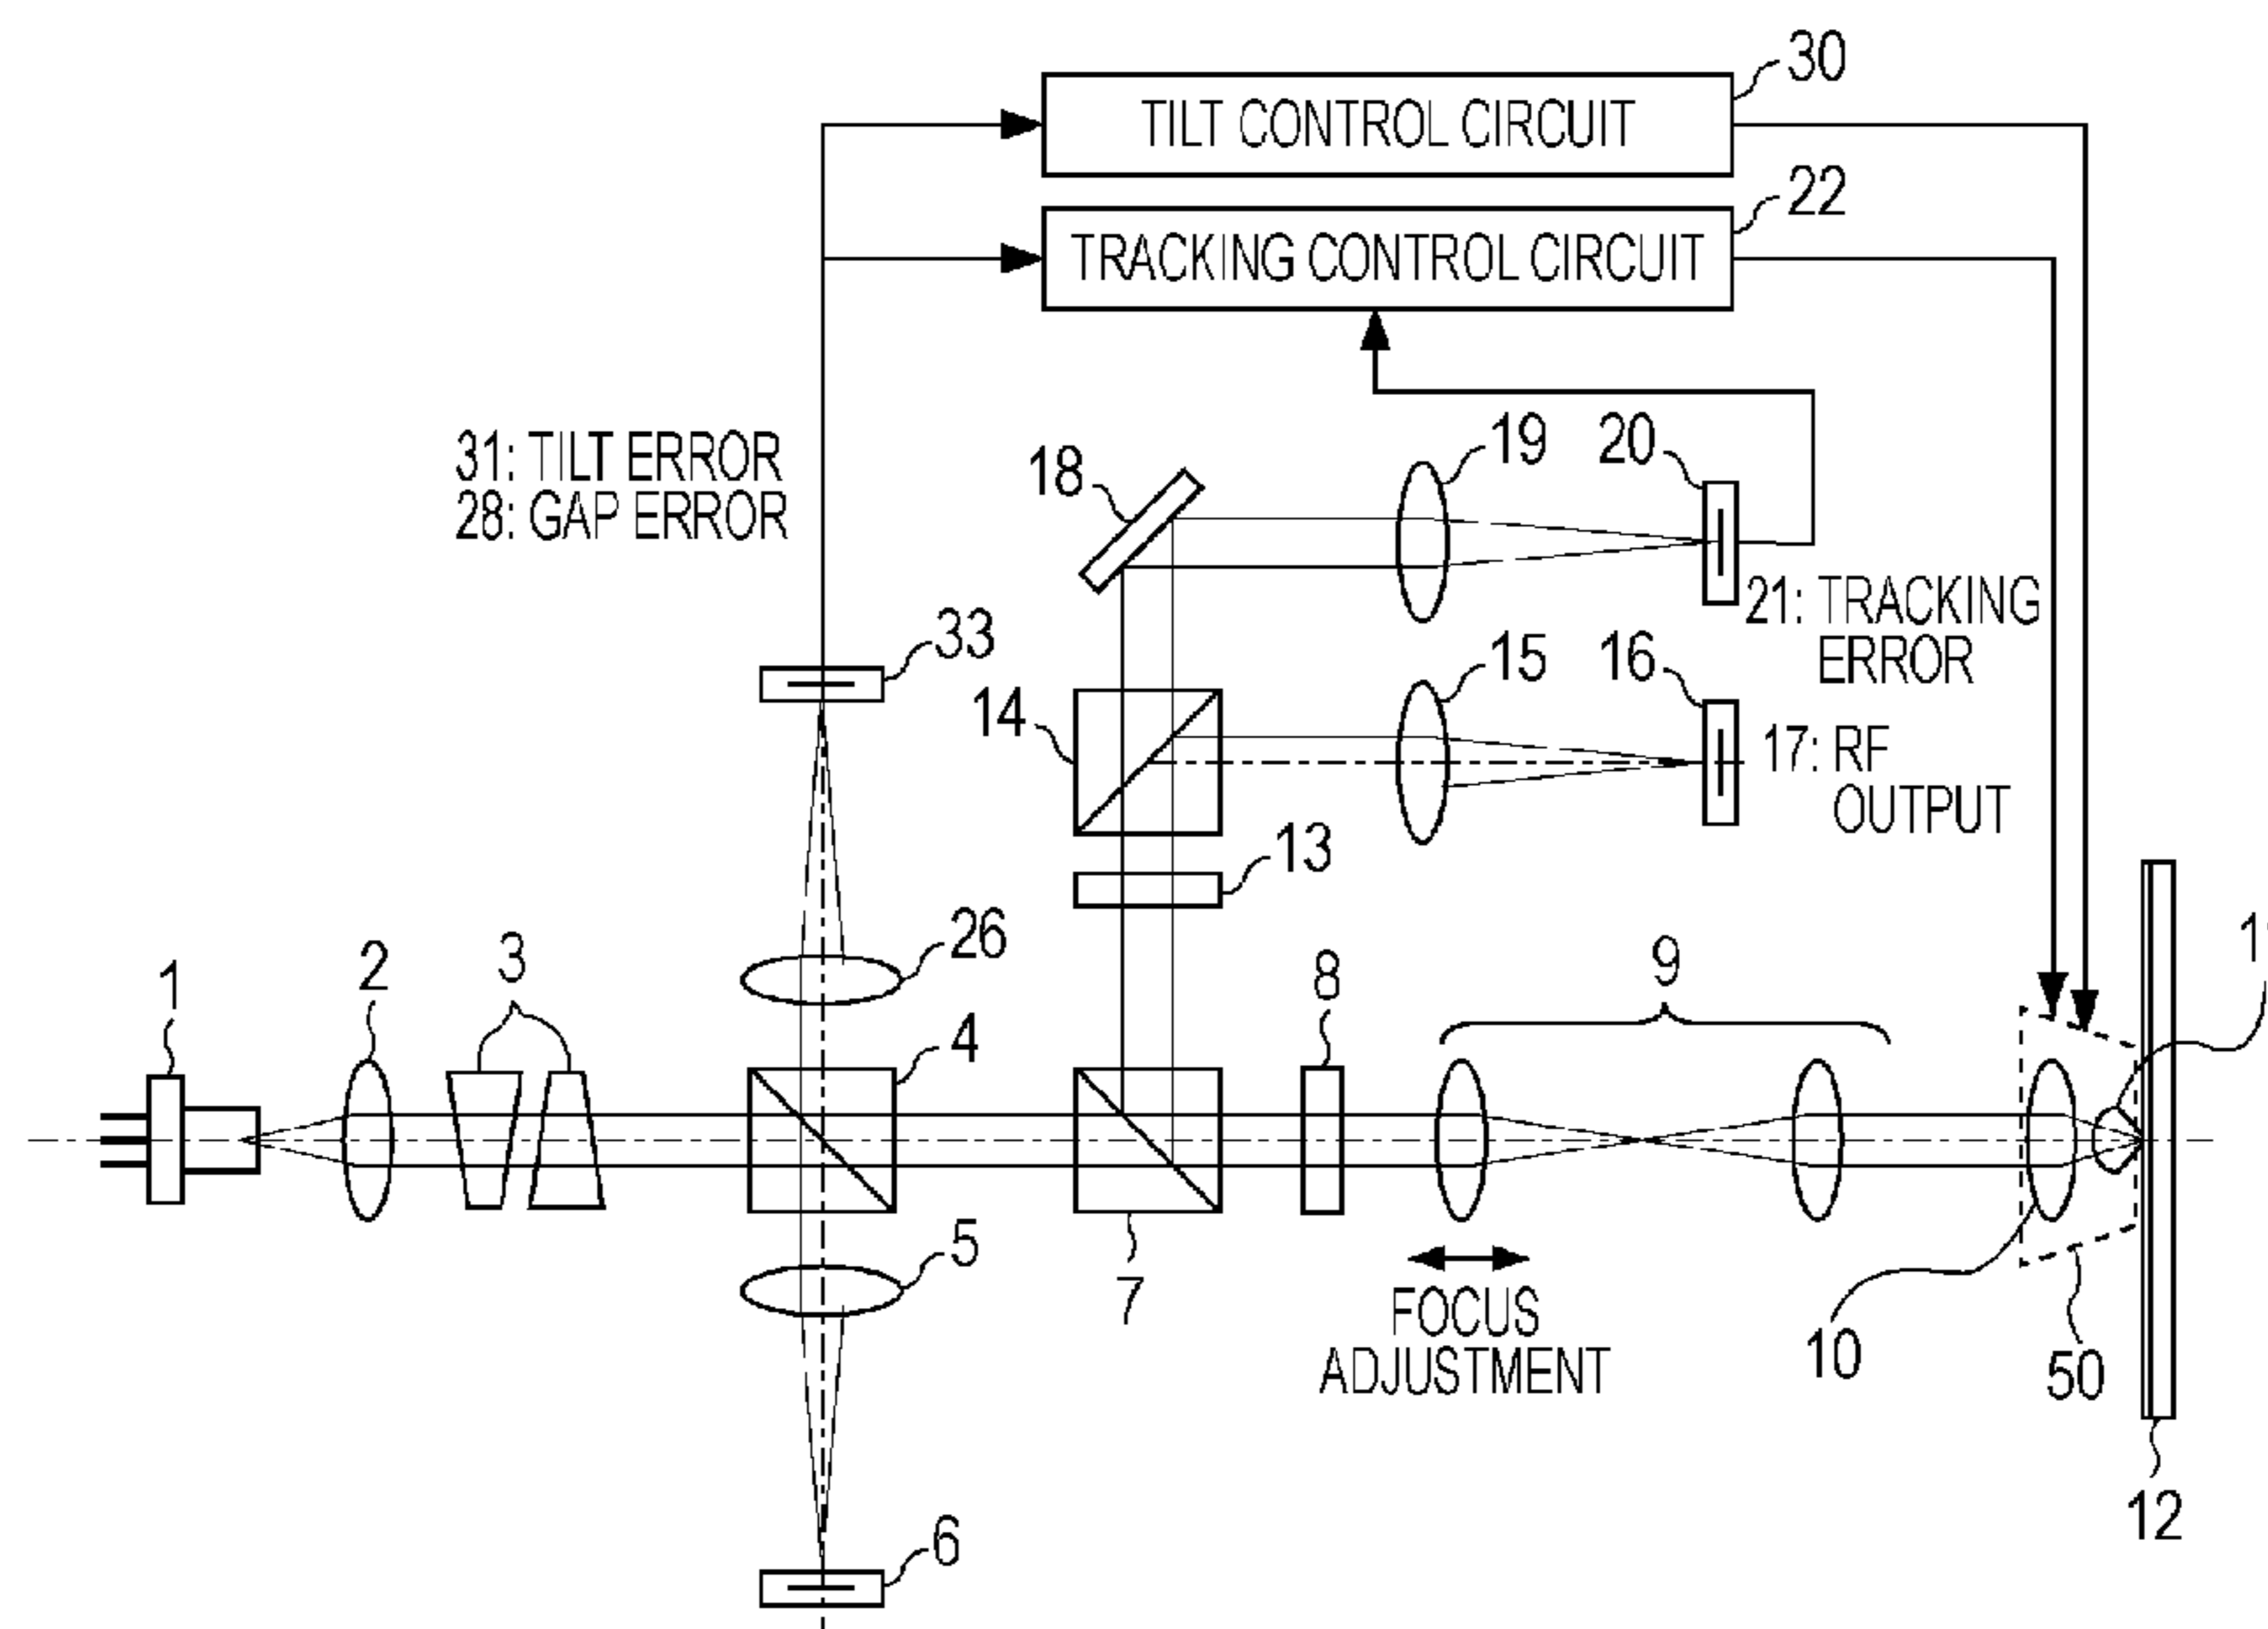 30
TILT CONTROL CIRCUIT
22
TRACKING CONTROL CIRCUIT
31: TILT ERROR
28: GAP ERROR
18
19
20
21: TRACKING
ERROR
33
14
15
16
17: RF
OUTPUT
13
26
1
2
3
4
8
9
5
7
FOCUS
ADJUSTMENT
10
50
6
12